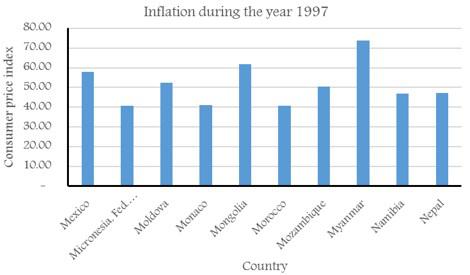 Inflation during the year 1997
Consumer price index
80.00
70.00
60.00
50.00
40.00
30.00
20.00
10.00
-
Mexico
Micronesia, Fed. ...
Moldova
Monaco
Mongolia
Morocco
Mozambique
Myanmar
Namibia
Nepal
Country